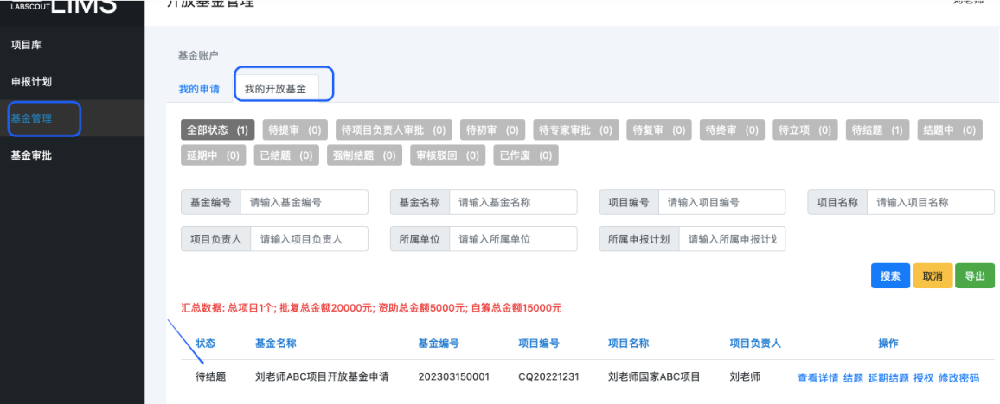 LABSCOUT LIMS
开放基金管理
刘老师
项目库
申报计划
基金管理
基金审批
基金账户
我的申请 我的开放基金
全部状态 (1) 待提审 (0) 待项目负责人审批 (0) 待初审 (0) 待专家审批 (0) 待复审 (0) 待终审 (0) 待立项 (0) 待结题 (1) 结题中 (0)
延期中 (0) 已结题 (0) 强制结题 (0) 审核驳回 (0) 已作废 (0)
基金编号 请输入基金编号 基金名称 请输入基金名称 项目编号 请输入项目编号 项目名称 请输入项目名称
项目负责人 请输入项目负责人 所属单位 请输入所属单位 所属申报计划 请输入所属申报计划
搜索 取消 导出
汇总数据: 总项目1个; 批复总金额20000元; 资助总金额5000元; 自筹总金额15000元
状态 基金名称 基金编号 项目编号 项目名称 项目负责人 操作
待结题 刘老师ABC项目开放基金申请 202303150001 CQ20221231 刘老师国家ABC项目 刘老师 查看详情 结题 延期结题 授权 修改密码